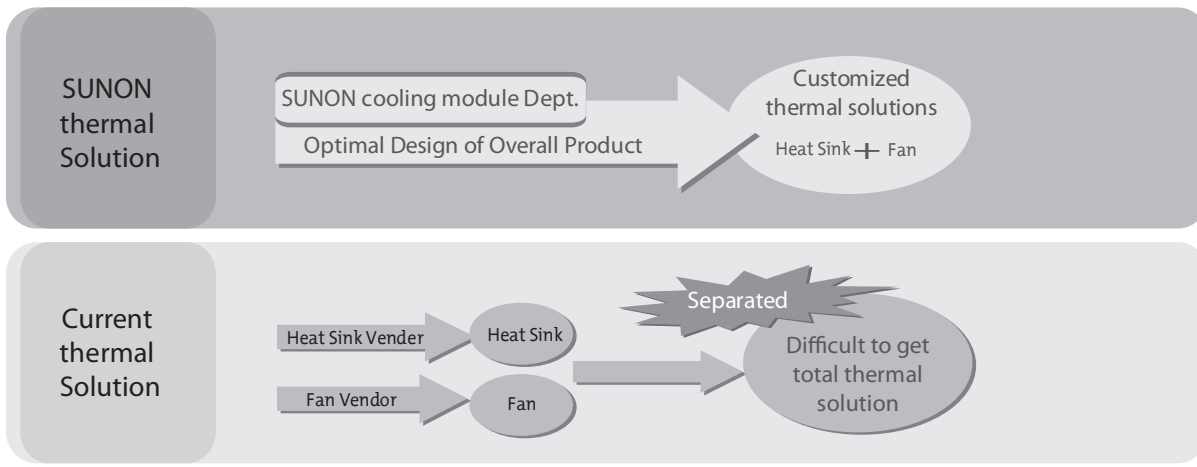 SUNON
thermal
Solution
SUNON cooling module Dept.
Optimal Design of Overall Product
Customized
thermal solutions
Heat Sink + Fan
Current
thermal
Solution
Heat Sink Vender
Heat Sink
Fan Vendor
Fan
Separated
Difficult to get
total thermal
solution